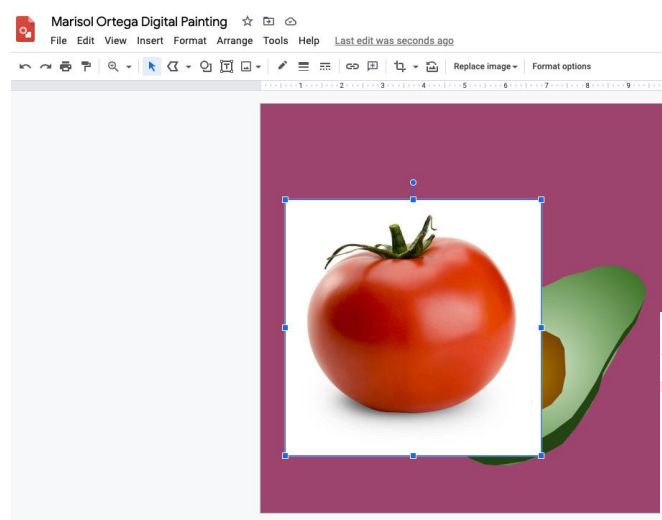 Marisol Ortega Digital Painting
File Edit View Insert Format Arrange Tools Help Last edit was seconds ago
Replace image Format options
1 2 3 4 5 6 7 8 9